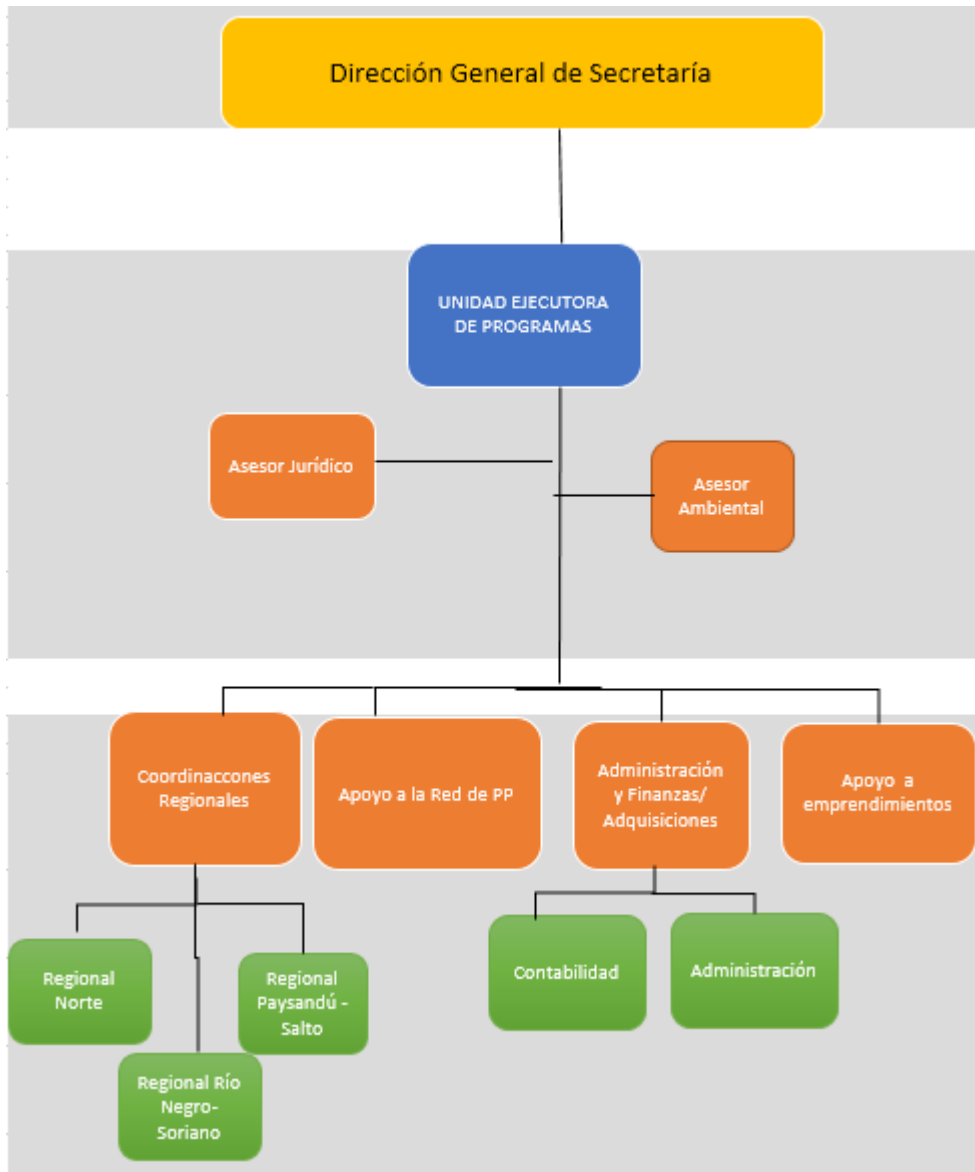 Dirección General de Secretaría
UNIDAD EJECUTORA
DE PROGRAMAS
Asesor Jurídico
Asesor
Ambiental
Coordinaccones
Regionales
Apoyo a la Red de PP
Administración
y Finanzas/
Adquisiciones
Apoyo a
emprendimientos
Regional
Norte
Regional Río
Negro-
Soriano
Regional
Paysandú -
Salto
Contabilidad
Administración